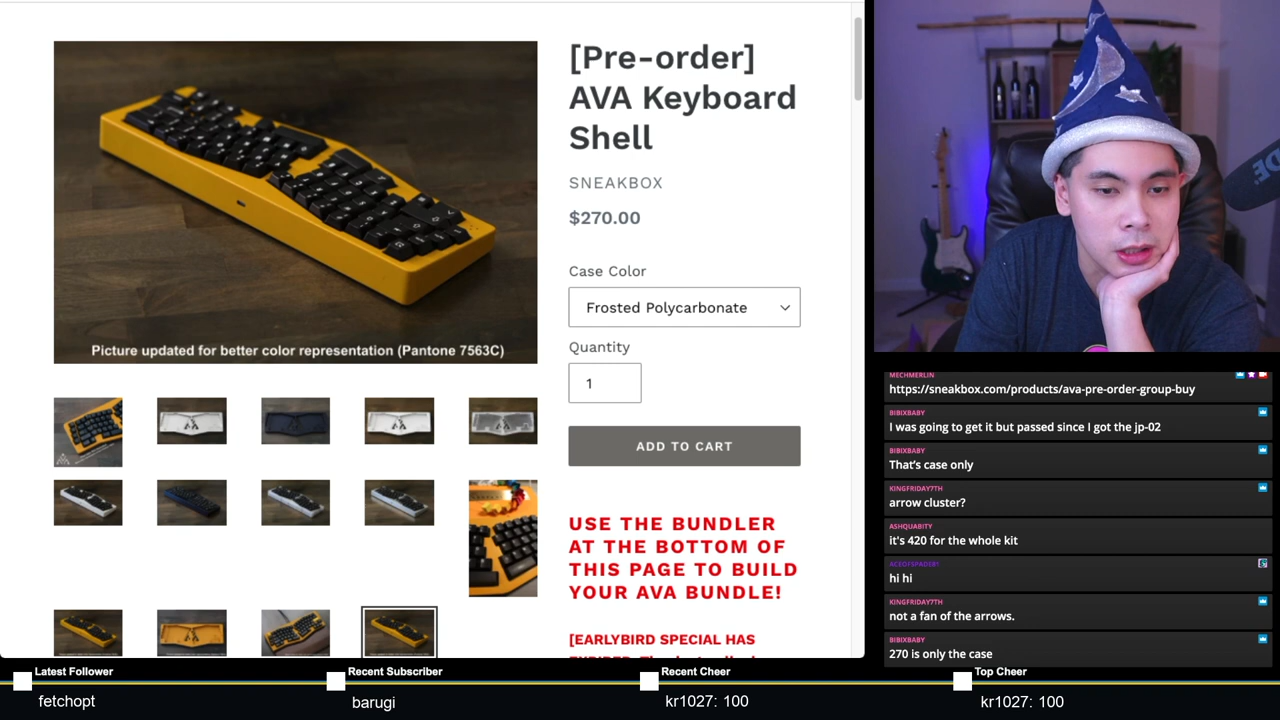 [Pre-order]
AVA Keyboard
Shell
SNEAKBOX
$270.00
Case Color
Frosted Polycarbonate
Quantity
1
ADD TO CART
USE THE BUNDLER
AT THE BOTTOM OF
THIS PAGE TO BUILD
YOUR AVA BUNDLE!
[EARLYBIRD SPECIAL HAS
Picture updated for better color representation (Pantone 7563C)
MECHMERLIN
https://sneakbox.com/products/ava-pre-order-group-buy
BIBIXBABY
I was going to get it but passed since I got the jp-02
BIBIXBABY
That's case only
KINGFRIDAY7TH
arrow cluster?
ASHQUABITY
it's 420 for the whole kit
hi hi
KINGFRIDAY7TH
not a fan of the arrows.
BIBIXBABY
270 is only the case
Latest Follower
fetchopt
Recent Subscriber
barugi
Recent Cheer
kr1027: 100
Top Cheer
kr1027: 100